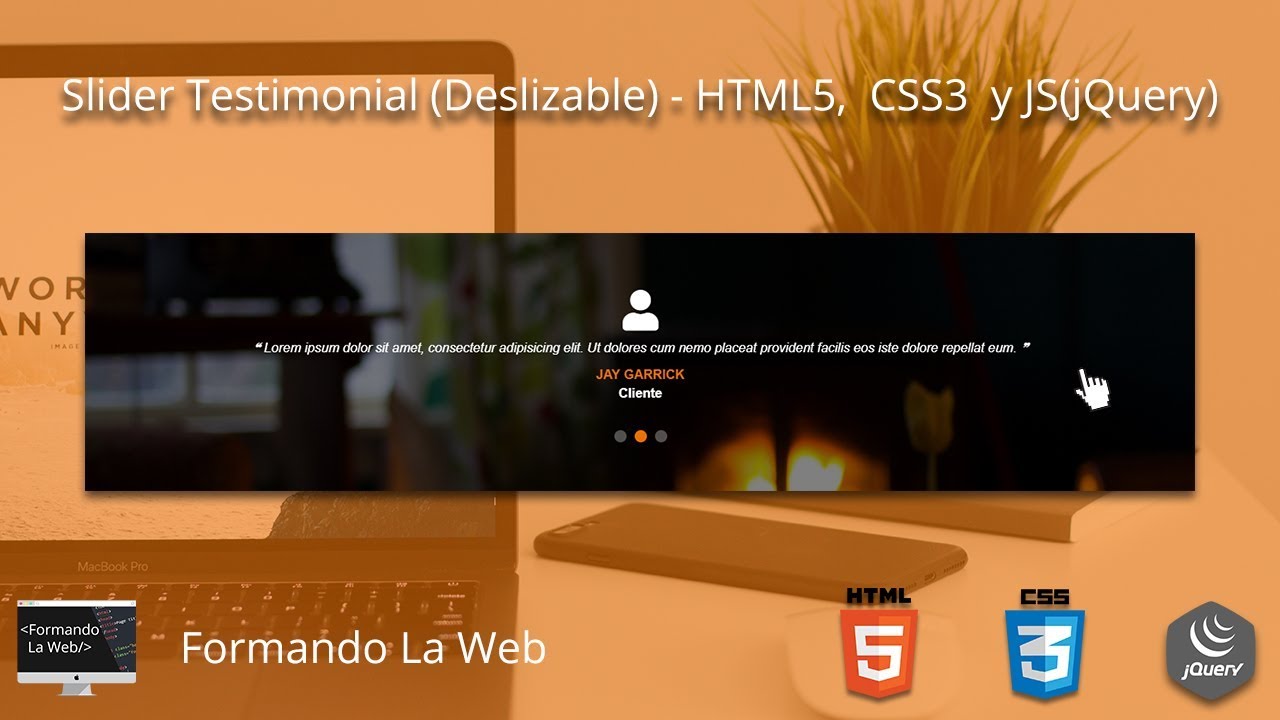 Slider Testimonial (Deslizable) - HTML5, CSS3 y JS(jQuery)
WOR
ANYW
IMAGE
❝ Lorem ipsum dolor sit amet, consectetur adipisicing elit. Ut dolores cum nemo placeat provident facilis eos iste dolore repellat eum. ❞
JAY GARRICK
Cliente
MacBook Pro
<Formando
La Web/>
Formando La Web
HTML
5
CSS
3
jQuery